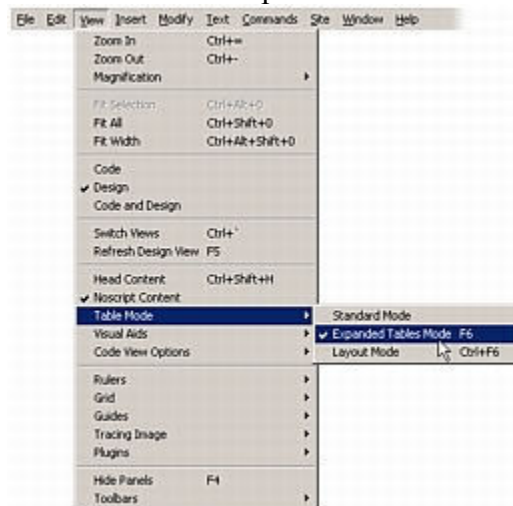 File Edit View Insert Modify Text Commands Site Window Help
Zoom In Ctrl+=
Zoom Out Ctrl+-
Magnification
Fit Selection Ctrl+Alt+0
Fit All Ctrl+Shift+0
Fit Width Ctrl+Alt+Shift+0
Code
Design
Code and Design
Switch Views Ctrl+`
Refresh Design View F5
Head Content Ctrl+Shift+H
Noscript Content
Table Mode
Standard Mode
Visual Aids
Expanded Tables Mode F6
Code View Options
Layout Mode Ctrl+F6
Rulers
Grid
Guides
Tracing Image
Plugins
Hide Panels F4
Toolbars